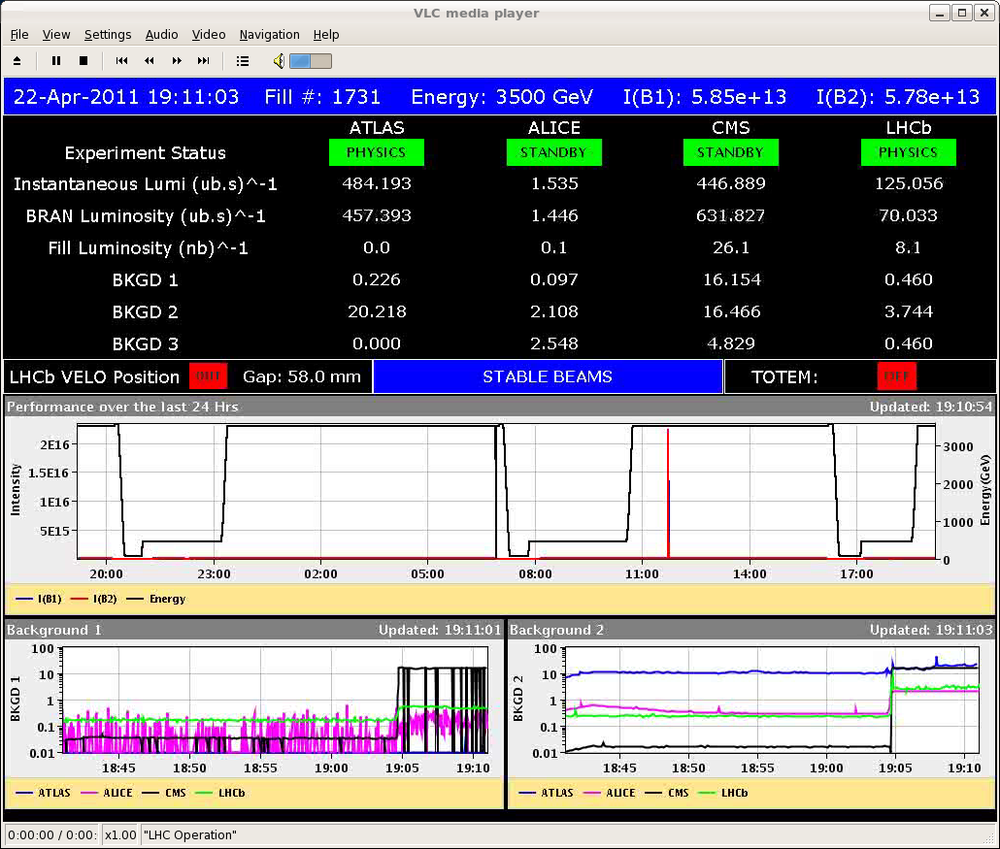 VLC media player
File View Settings Audio Video Navigation Help
22-Apr-2011 19:11:03 Fill #: 1731 Energy: 3500 GeV I(B1): 5.85e+13 I(B2): 5.78e+13
ATLAS ALICE CMS LHCb
Experiment Status PHYSICS STANDBY STANDBY PHYSICS
Instantaneous Lumi (ub.s)^-1 484.193 1.535 446.889 125.056
BRAN Luminosity (ub.s)^-1 457.393 1.446 631.827 70.033
Fill Luminosity (nb)^-1 0.0 0.1 26.1 8.1
BKGD 1 0.226 0.097 16.154 0.460
BKGD 2 20.218 2.108 16.466 3.744
BKGD 3 0.000 2.548 4.829 0.460
LHCb VELO Position OUT Gap: 58.0 mm STABLE BEAMS TOTEM: OFF
Performance over the last 24 Hrs Updated: 19:10:54
Intensity
2E16
1.5E16
1E16
5E15
3000
2000
1000
0
Energy(GeV)
20:00 23:00 02:00 05:00 08:00 11:00 14:00 17:00
I(B1) I(B2) Energy
Background 1 Updated: 19:11:01
BKGD 1
100
10
1
0.1
0.01
18:45 18:50 18:55 19:00 19:05 19:10
ATLAS ALICE CMS LHCb
Background 2 Updated: 19:11:03
BKGD 2
100
10
1
0.1
0.01
18:45 18:50 18:55 19:00 19:05 19:10
ATLAS ALICE CMS LHCb
0:00:00 / 0:00: x1.00 "LHC Operation"